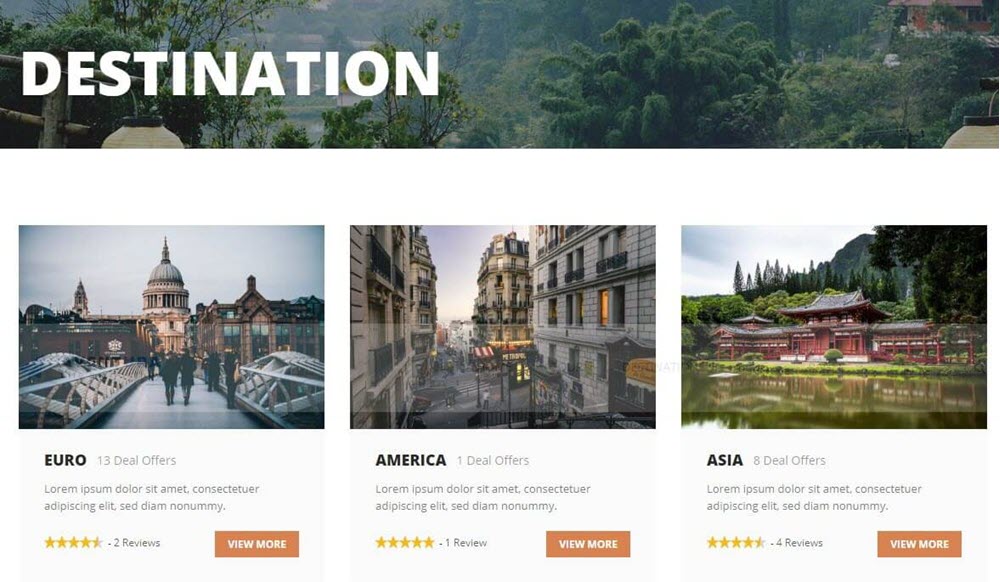 DESTINATION
METROPOL
DESTINATION
EURO 13 Deal Offers
Lorem ipsum dolor sit amet, consectetuer
adipiscing elit, sed diam nonummy.
- 2 Reviews
VIEW MORE
AMERICA 1 Deal Offers
Lorem ipsum dolor sit amet, consectetuer
adipiscing elit, sed diam nonummy.
- 1 Review
VIEW MORE
ASIA 8 Deal Offers
Lorem ipsum dolor sit amet, consectetuer
adipiscing elit, sed diam nonummy.
- 4 Reviews
VIEW MORE